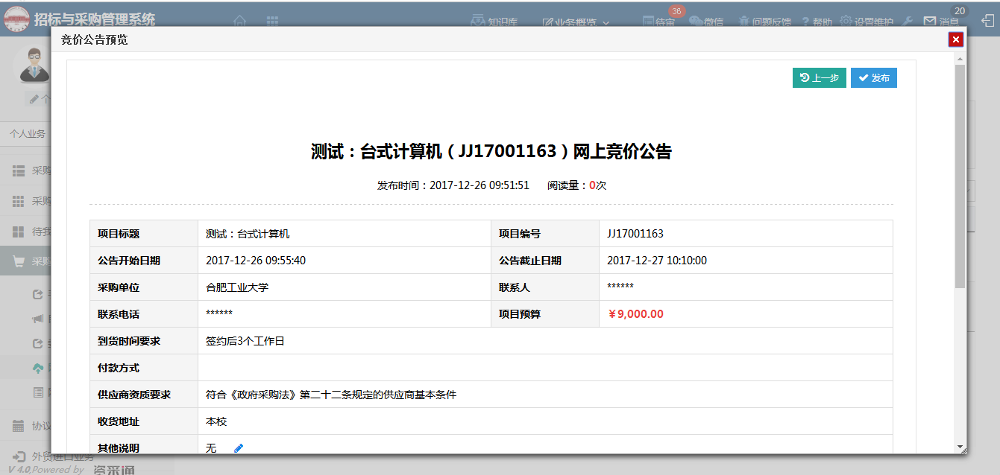 招标与采购管理系统
知识库 业务概览 待审 36 微信 问题反馈 ? 帮助 设置维护 消息 20
竞价公告预览
个
上一步 发布
个人业务
测试：台式计算机（JJ17001163）网上竞价公告
采购
发布时间：2017-12-26 09:51:51 阅读量：0次
采购
项目标题 测试：台式计算机 项目编号 JJ17001163
待我
公告开始日期 2017-12-26 09:55:40 公告截止日期 2017-12-27 10:10:00
采购
采购单位 合肥工业大学 联系人 ******
联系电话 ****** 项目预算 ￥9,000.00
到货时间要求 签约后3个工作日
付款方式
供应商资质要求 符合《政府采购法》第二十二条规定的供应商基本条件
收货地址 本校
协议
其他说明 无
外贸进口业务
V 4.0,Powered by 资采通